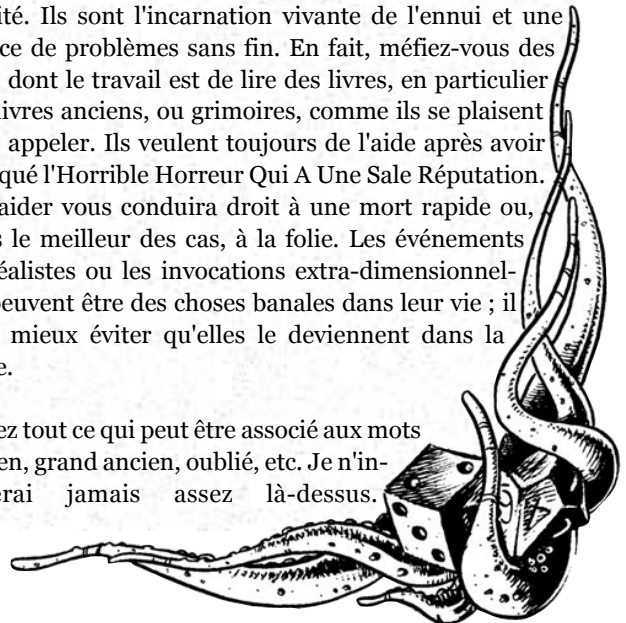 ité. Ils sont l'incarnation vivante de l'ennui et une
ce de problèmes sans fin. En fait, méfiez-vous des
dont le travail est de lire des livres, en particulier
livres anciens, ou grimoires, comme ils se plaisent
appeler. Ils veulent toujours de l'aide après avoir
qué l'Horrible Horreur Qui A Une Sale Réputation.
aider vous conduira droit à une mort rapide ou,
s le meilleur des cas, à la folie. Les événements
éalistes ou les invocations extra-dimensionnel-
peuvent être des choses banales dans leur vie ; il
mieux éviter qu'elles le deviennent dans la
e.
ez tout ce qui peut être associé aux mots
en, grand ancien, oublié, etc. Je n'in-
erai jamais assez là-dessus.